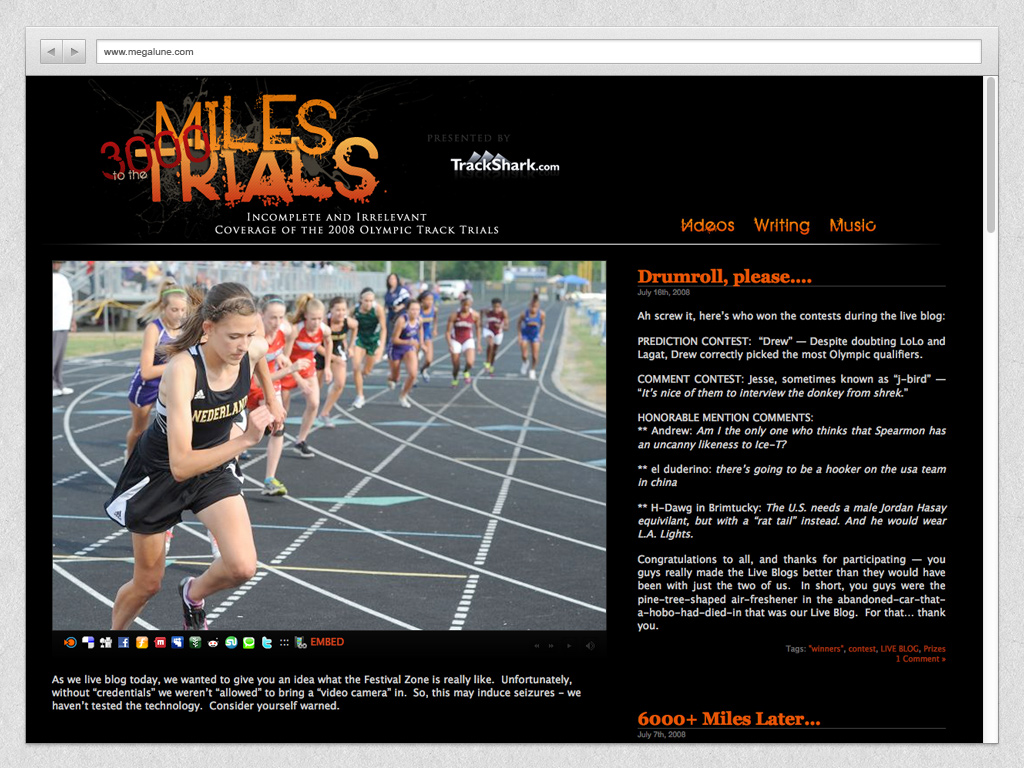 www.megalune.com
3000
MILES
to the
TRIALS
PRESENTED BY
TrackShark.com
INCOMPLETE AND IRRELEVANT
COVERAGE OF THE 2008 OLYMPIC TRACK TRIALS
Videos Writing Music
NEDERLAND
EMBED
As we live blog today, we wanted to give you an idea what the Festival Zone is really like. Unfortunately,
without “credentials” we weren’t “allowed” to bring a “video camera” in. So, this may induce seizures – we
haven’t tested the technology. Consider yourself warned.
Drumroll, please....
July 16th, 2008
Ah screw it, here’s who won the contests during the live blog:
PREDICTION CONTEST: “Drew” — Despite doubting LoLo and
Lagat, Drew correctly picked the most Olympic qualifiers.
COMMENT CONTEST: Jesse, sometimes known as “j-bird” —
“It’s nice of them to interview the donkey from shrek.”
HONORABLE MENTION COMMENTS:
** Andrew: Am I the only one who thinks that Spearmon has
an uncanny likeness to Ice-T?
** el duderino: there’s going to be a hooker on the usa team
in china
** H-Dawg in Brimtucky: The U.S. needs a male Jordan Hasay
equivilant, but with a “rat tail” instead. And he would wear
L.A. Lights.
Congratulations to all, and thanks for participating — you
guys really made the Live Blogs better than they would have
been with just the two of us. In short, you guys were the
pine-tree-shaped air-freshener in the abandoned-car-that-
a-hobo-had-died-in that was our Live Blog. For that... thank
you.
Tags: "winners", contest, LIVE BLOG, Prizes
1 Comment »
6000+ Miles Later...
July 7th, 2008